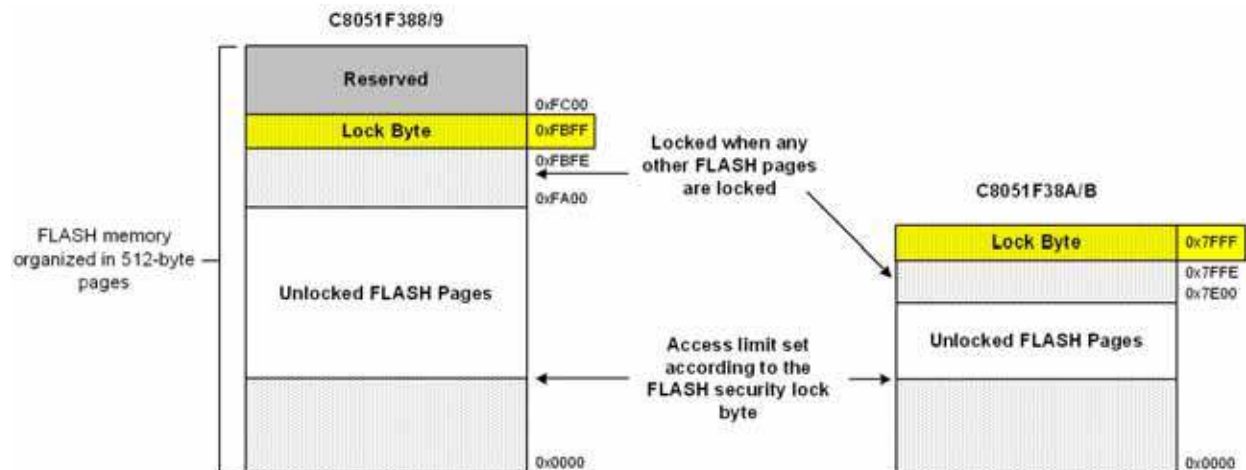 C8051F388/9
Reserved
0xFC00
Lock Byte
0xFBFF
0xFBFE
0xFA00
FLASH memory
organized in 512-byte
pages
Unlocked FLASH Pages
0x0000
Locked when any
other FLASH pages
are locked
Access limit set
according to the
FLASH security lock
byte
C8051F38A/B
Lock Byte
0x7FFF
0x7FFE
0x7E00
Unlocked FLASH Pages
0x0000